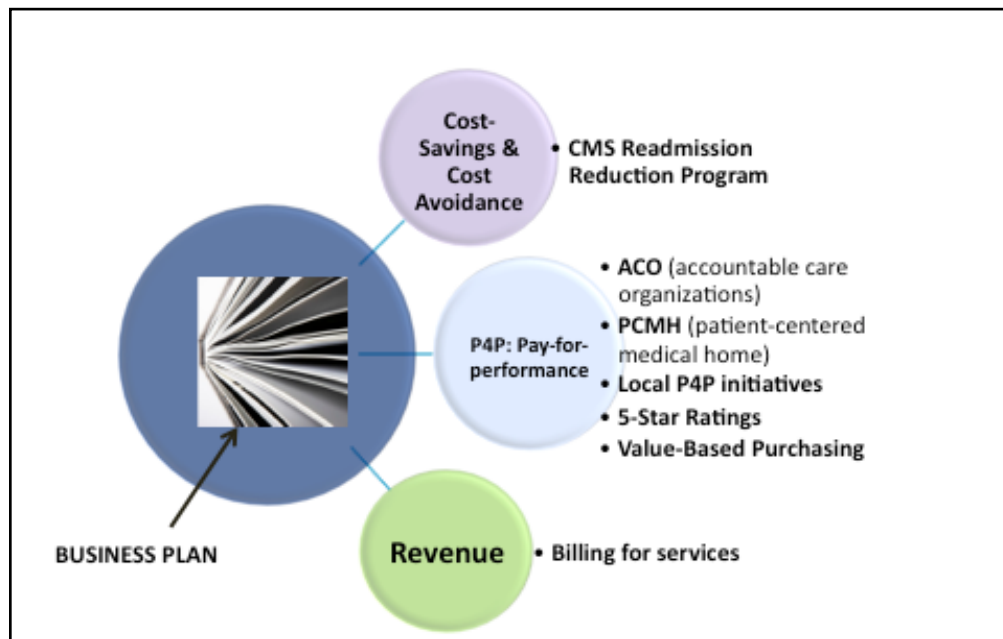 Cost-
Savings &
Cost
Avoidance
• CMS Readmission
Reduction Program
P4P: Pay-for-
performance
• ACO (accountable care
organizations)
• PCMH (patient-centered
medical home)
• Local P4P initiatives
• 5-Star Ratings
• Value-Based Purchasing
BUSINESS PLAN
Revenue
• Billing for services